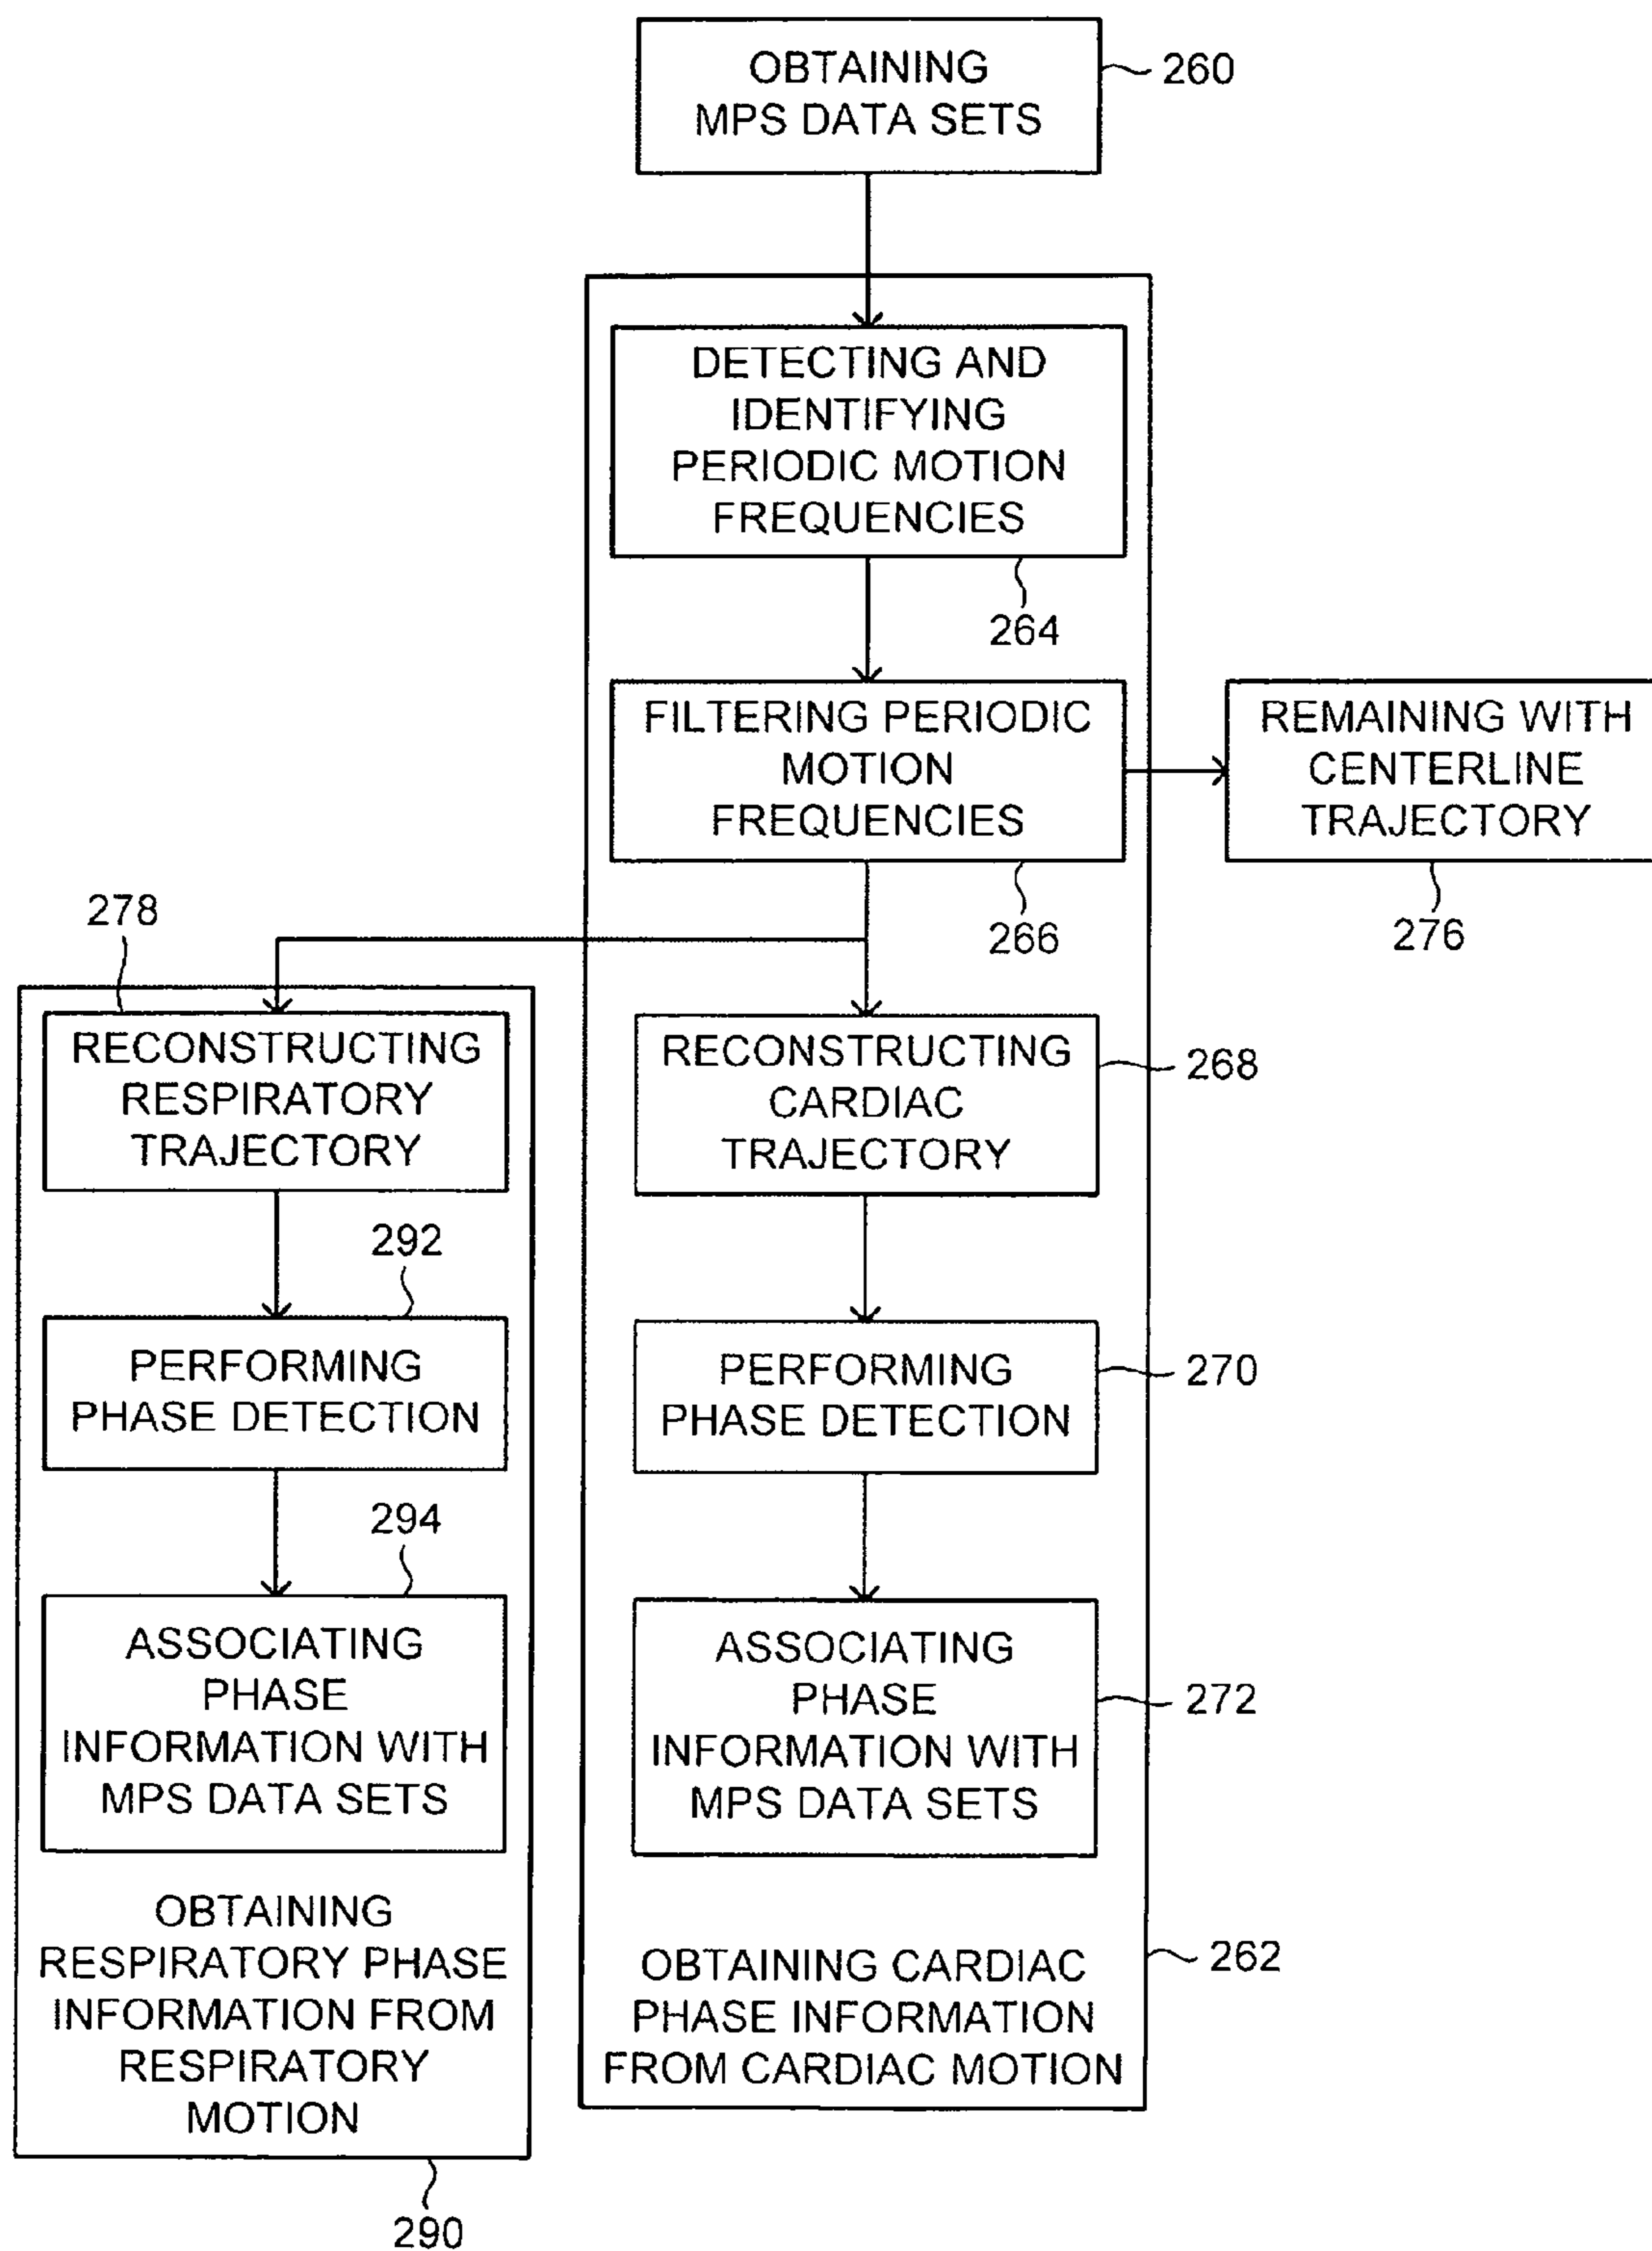 OBTAINING
MPS DATA SETS
260
DETECTING AND
IDENTIFYING
PERIODIC MOTION
FREQUENCIES
264
FILTERING PERIODIC
MOTION
FREQUENCIES
266
REMAINING WITH
CENTERLINE
TRAJECTORY
276
278
RECONSTRUCTING
RESPIRATORY
TRAJECTORY
RECONSTRUCTING
CARDIAC
TRAJECTORY
268
292
PERFORMING
PHASE DETECTION
PERFORMING
PHASE DETECTION
270
294
ASSOCIATING
PHASE
INFORMATION WITH
MPS DATA SETS
ASSOCIATING
PHASE
INFORMATION WITH
MPS DATA SETS
272
OBTAINING
RESPIRATORY PHASE
INFORMATION FROM
RESPIRATORY
MOTION
290
OBTAINING CARDIAC
PHASE INFORMATION
FROM CARDIAC MOTION
262